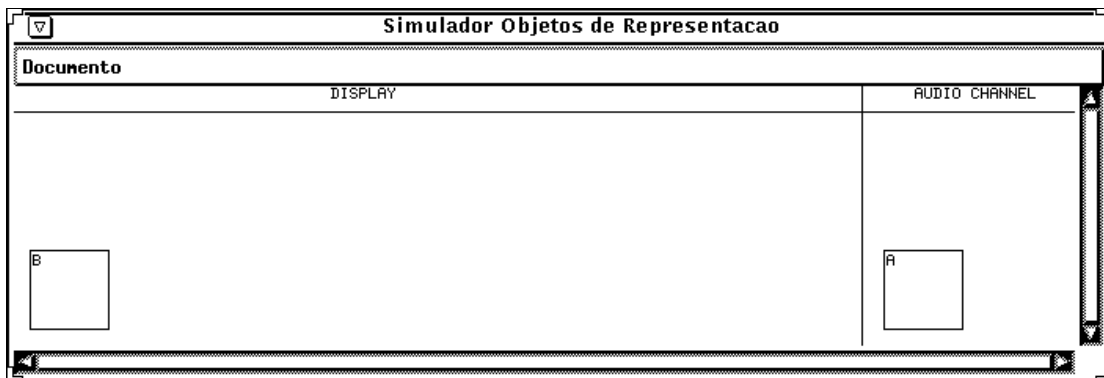 Simulador Objetos de Representacao
Documento
DISPLAY AUDIO CHANNEL
B A